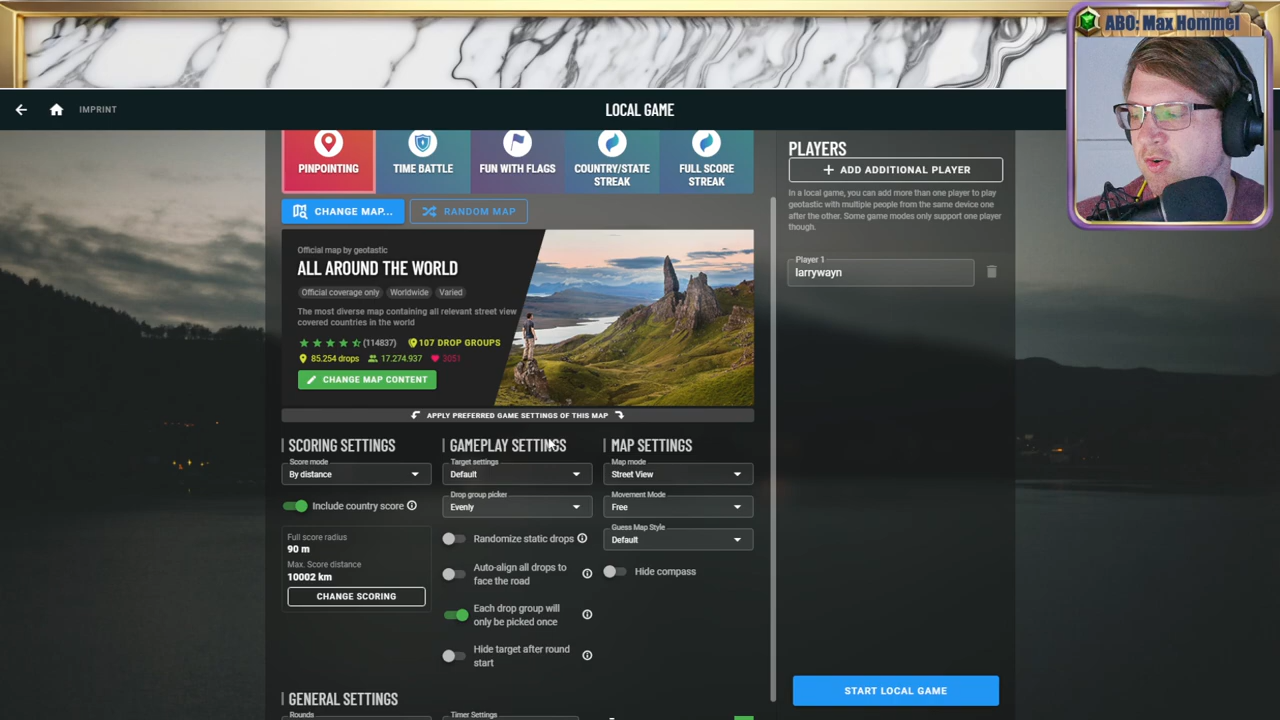 ABO: Max Hommel
IMPRINT
LOCAL GAME
PINPOINTING
TIME BATTLE
FUN WITH FLAGS
COUNTRY/STATE
STREAK
FULL SCORE
STREAK
CHANGE MAP...
RANDOM MAP
Official map by geotastic
ALL AROUND THE WORLD
Official coverage only
Worldwide
Varied
The most diverse map containing all relevant street view
covered countries in the world
(114837)
107 DROP GROUPS
85.254 drops
17.274.937
3051
CHANGE MAP CONTENT
APPLY PREFERRED GAME SETTINGS OF THIS MAP
SCORING SETTINGS
Score mode
By distance
Include country score
Full score radius
90 m
Max. Score distance
10002 km
CHANGE SCORING
GAMEPLAY SETTINGS
Target settings
Default
Drop group picker
Evenly
Randomize static drops
Auto-align all drops to
face the road
Each drop group will
only be picked once
Hide target after round
start
MAP SETTINGS
Map mode
Street View
Movement Mode
Free
Guess Map Style
Default
Hide compass
GENERAL SETTINGS
Rounds
Timer Settings
PLAYERS
+ ADD ADDITIONAL PLAYER
In a local game, you can add more than one player to play
geotastic with multiple people from the same device one
after the other. Some game modes only support one player
though.
Player 1
larrywayn
START LOCAL GAME